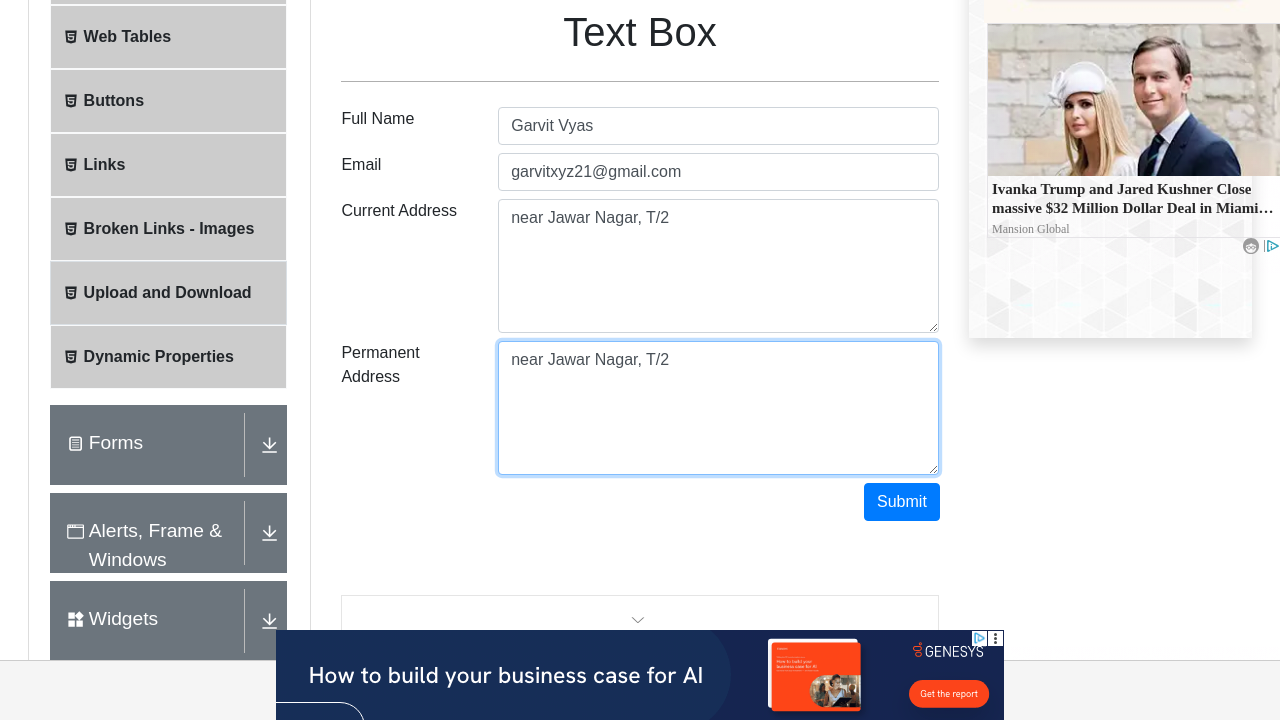 Text Box
Web Tables
Buttons
Links
Broken Links - Images
Upload and Download
Dynamic Properties
Forms
Alerts, Frame &
Windows
Widgets
Full Name
Garvit Vyas
Email
garvitxyz21@gmail.com
Current Address
near Jawar Nagar, T/2
Permanent
Address
near Jawar Nagar, T/2
Submit
Ivanka Trump and Jared Kushner Close
massive $32 Million Dollar Deal in Miami…
Mansion Global
How to build your business case for AI
GENESYS
Get the report